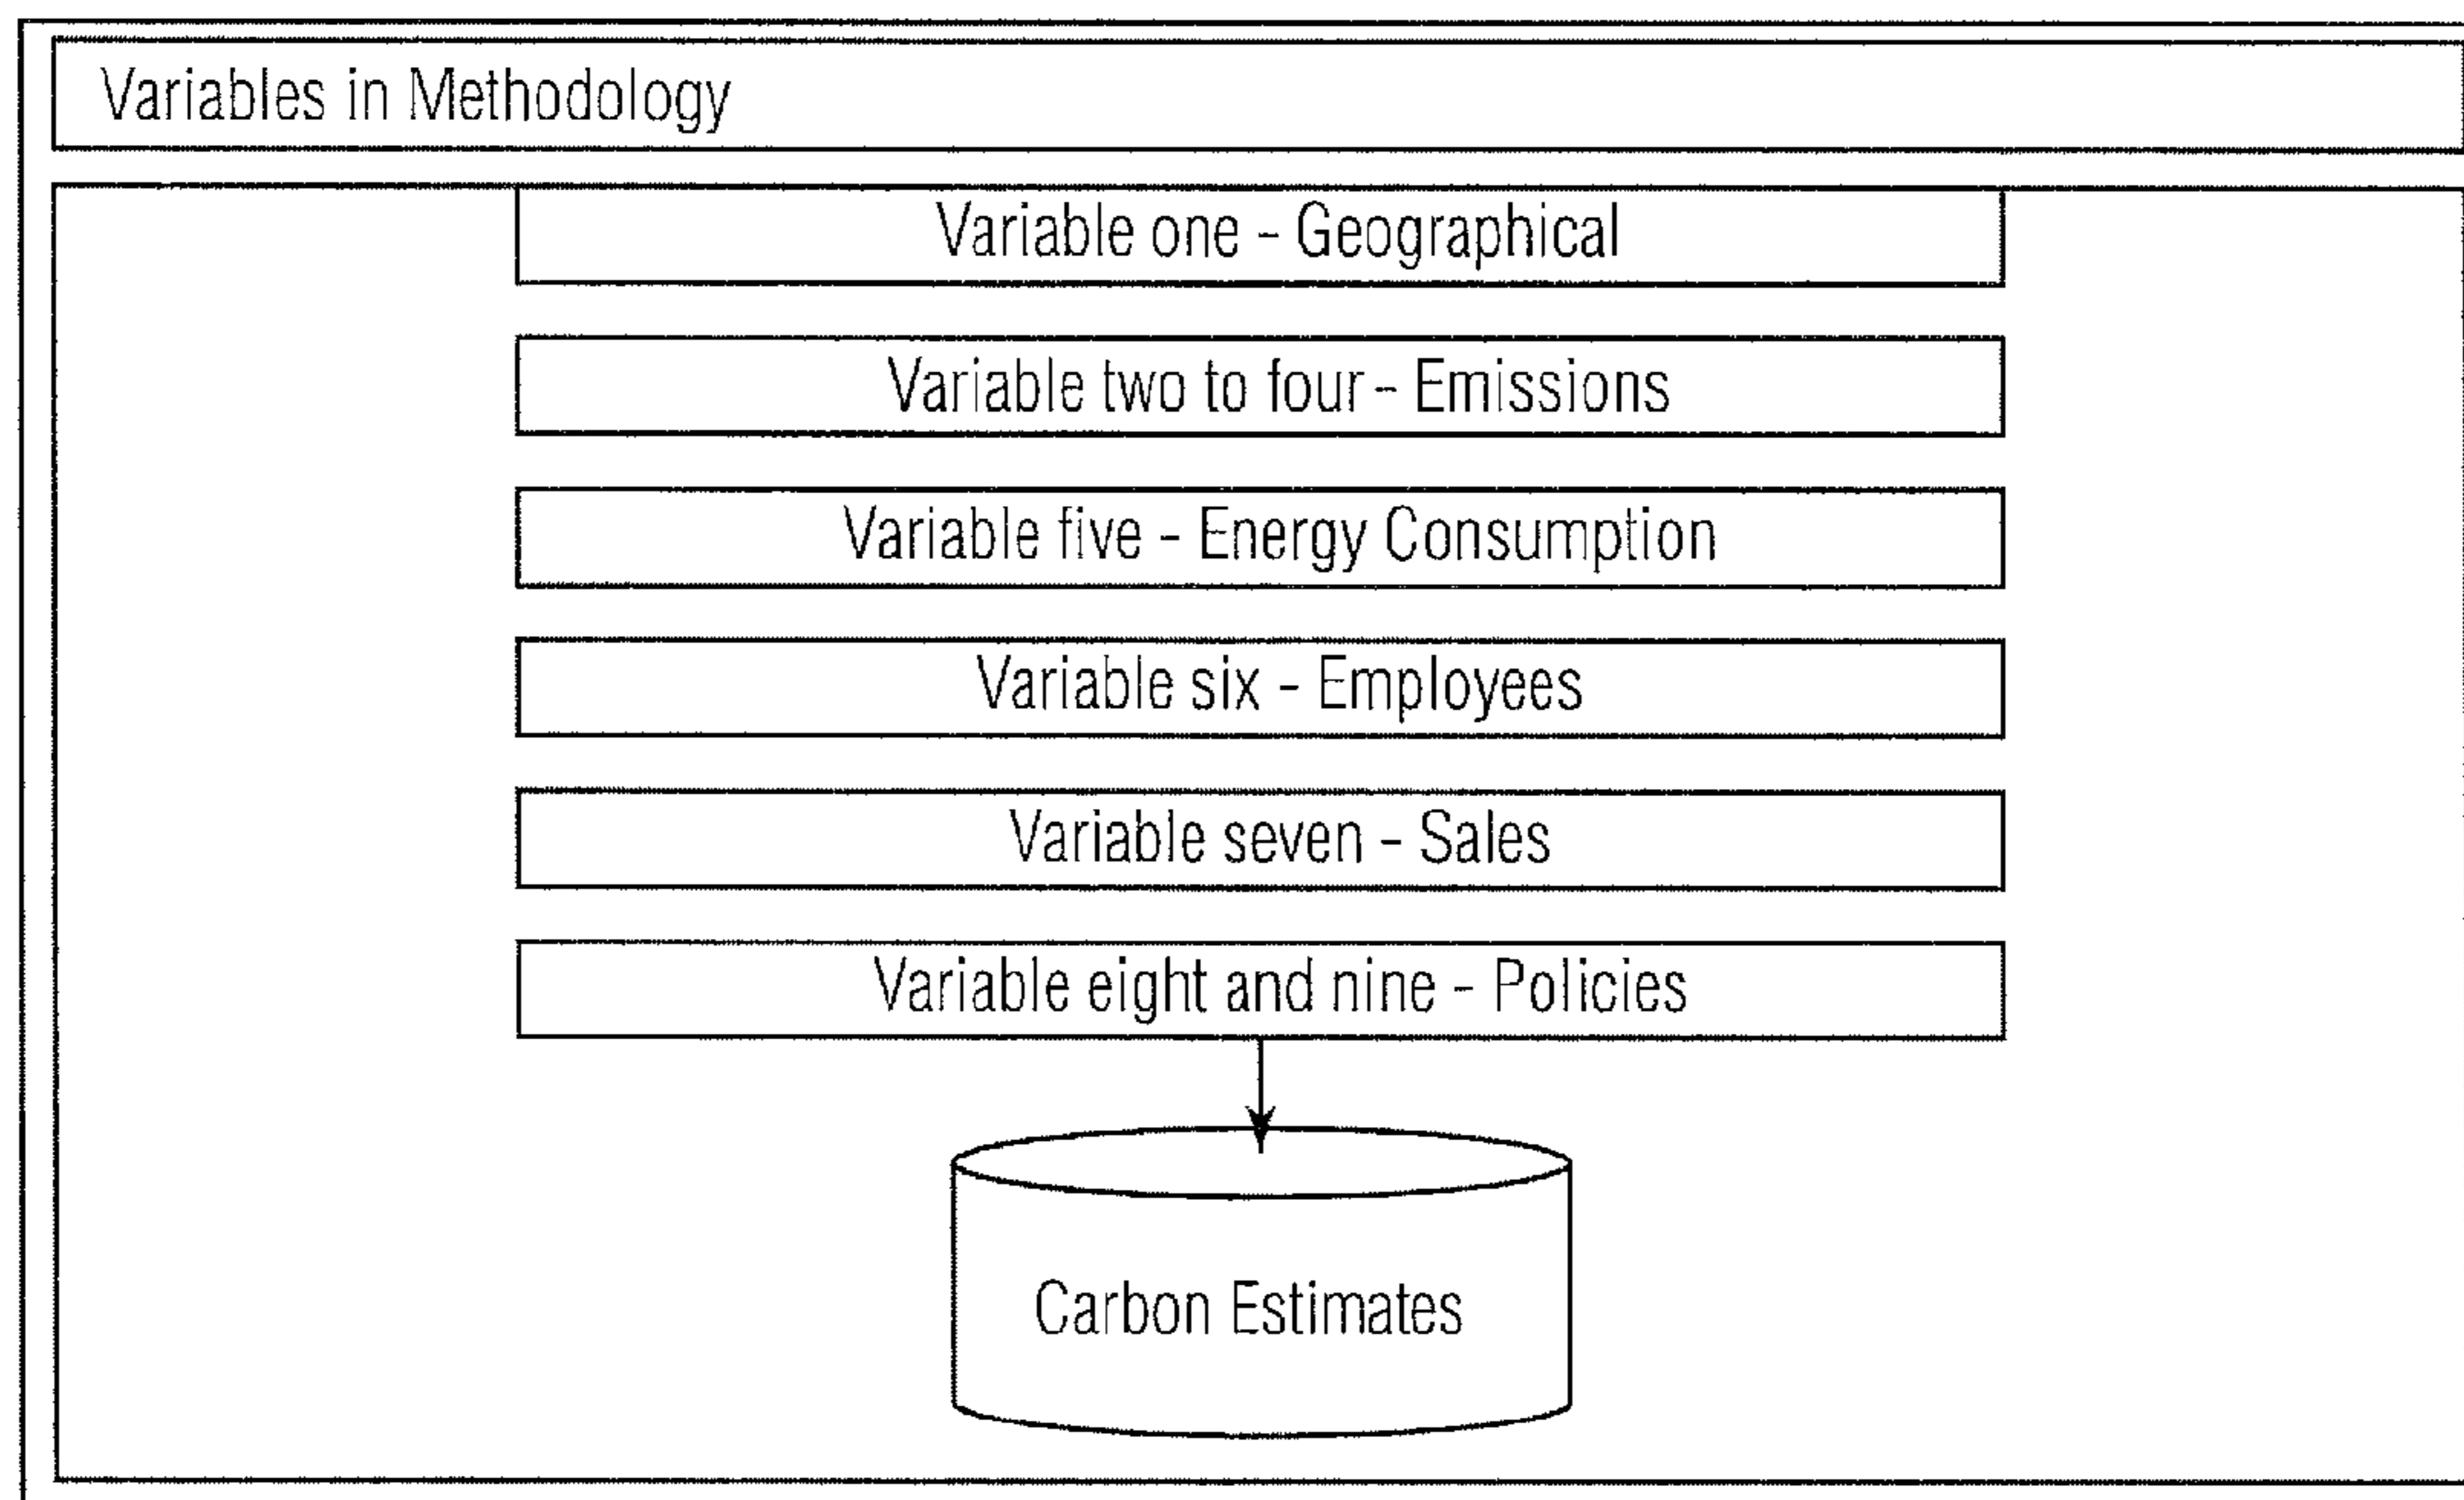 Variables in Methodology
Variable one - Geographical
Variable two to four - Emissions
Variable five - Energy Consumption
Variable six - Employees
Variable seven - Sales
Variable eight and nine - Policies
Carbon Estimates